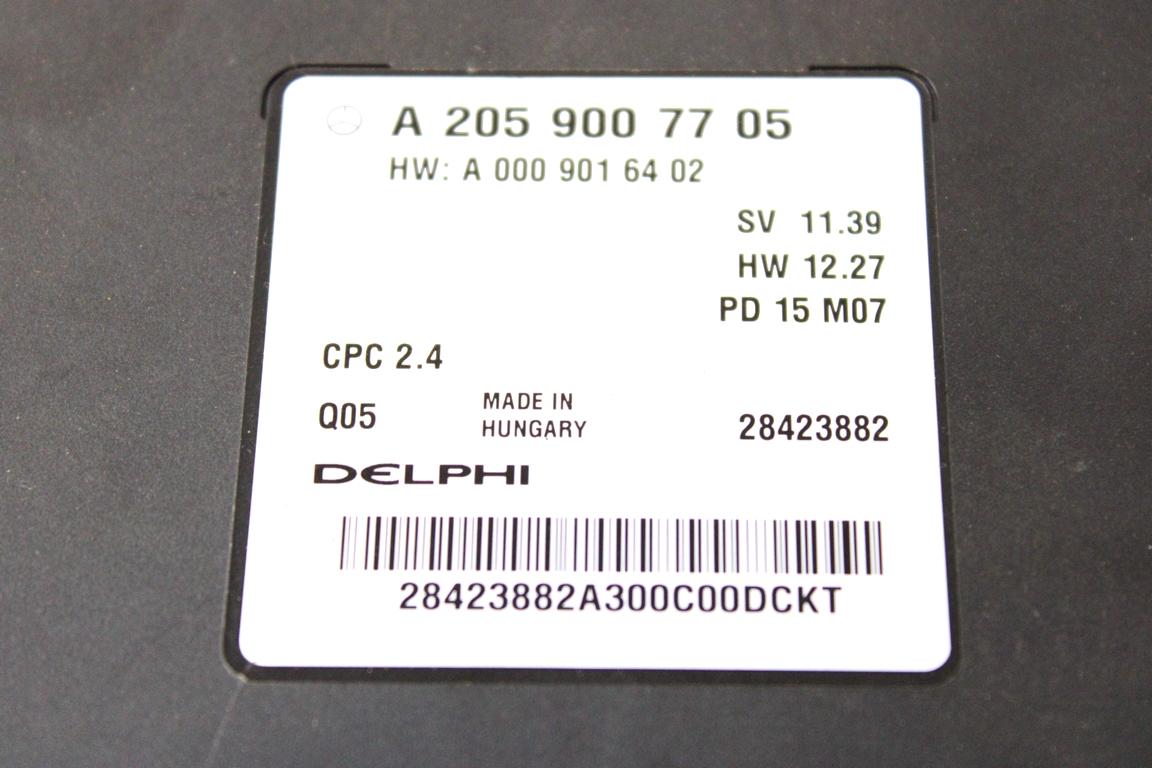 A 205 900 77 05
HW: A 000 901 64 02
SV 11.39
HW 12.27
PD 15 M07
CPC 2.4
Q05
MADE IN
HUNGARY
28423882
DELPHI
28423882A300C00DCKT